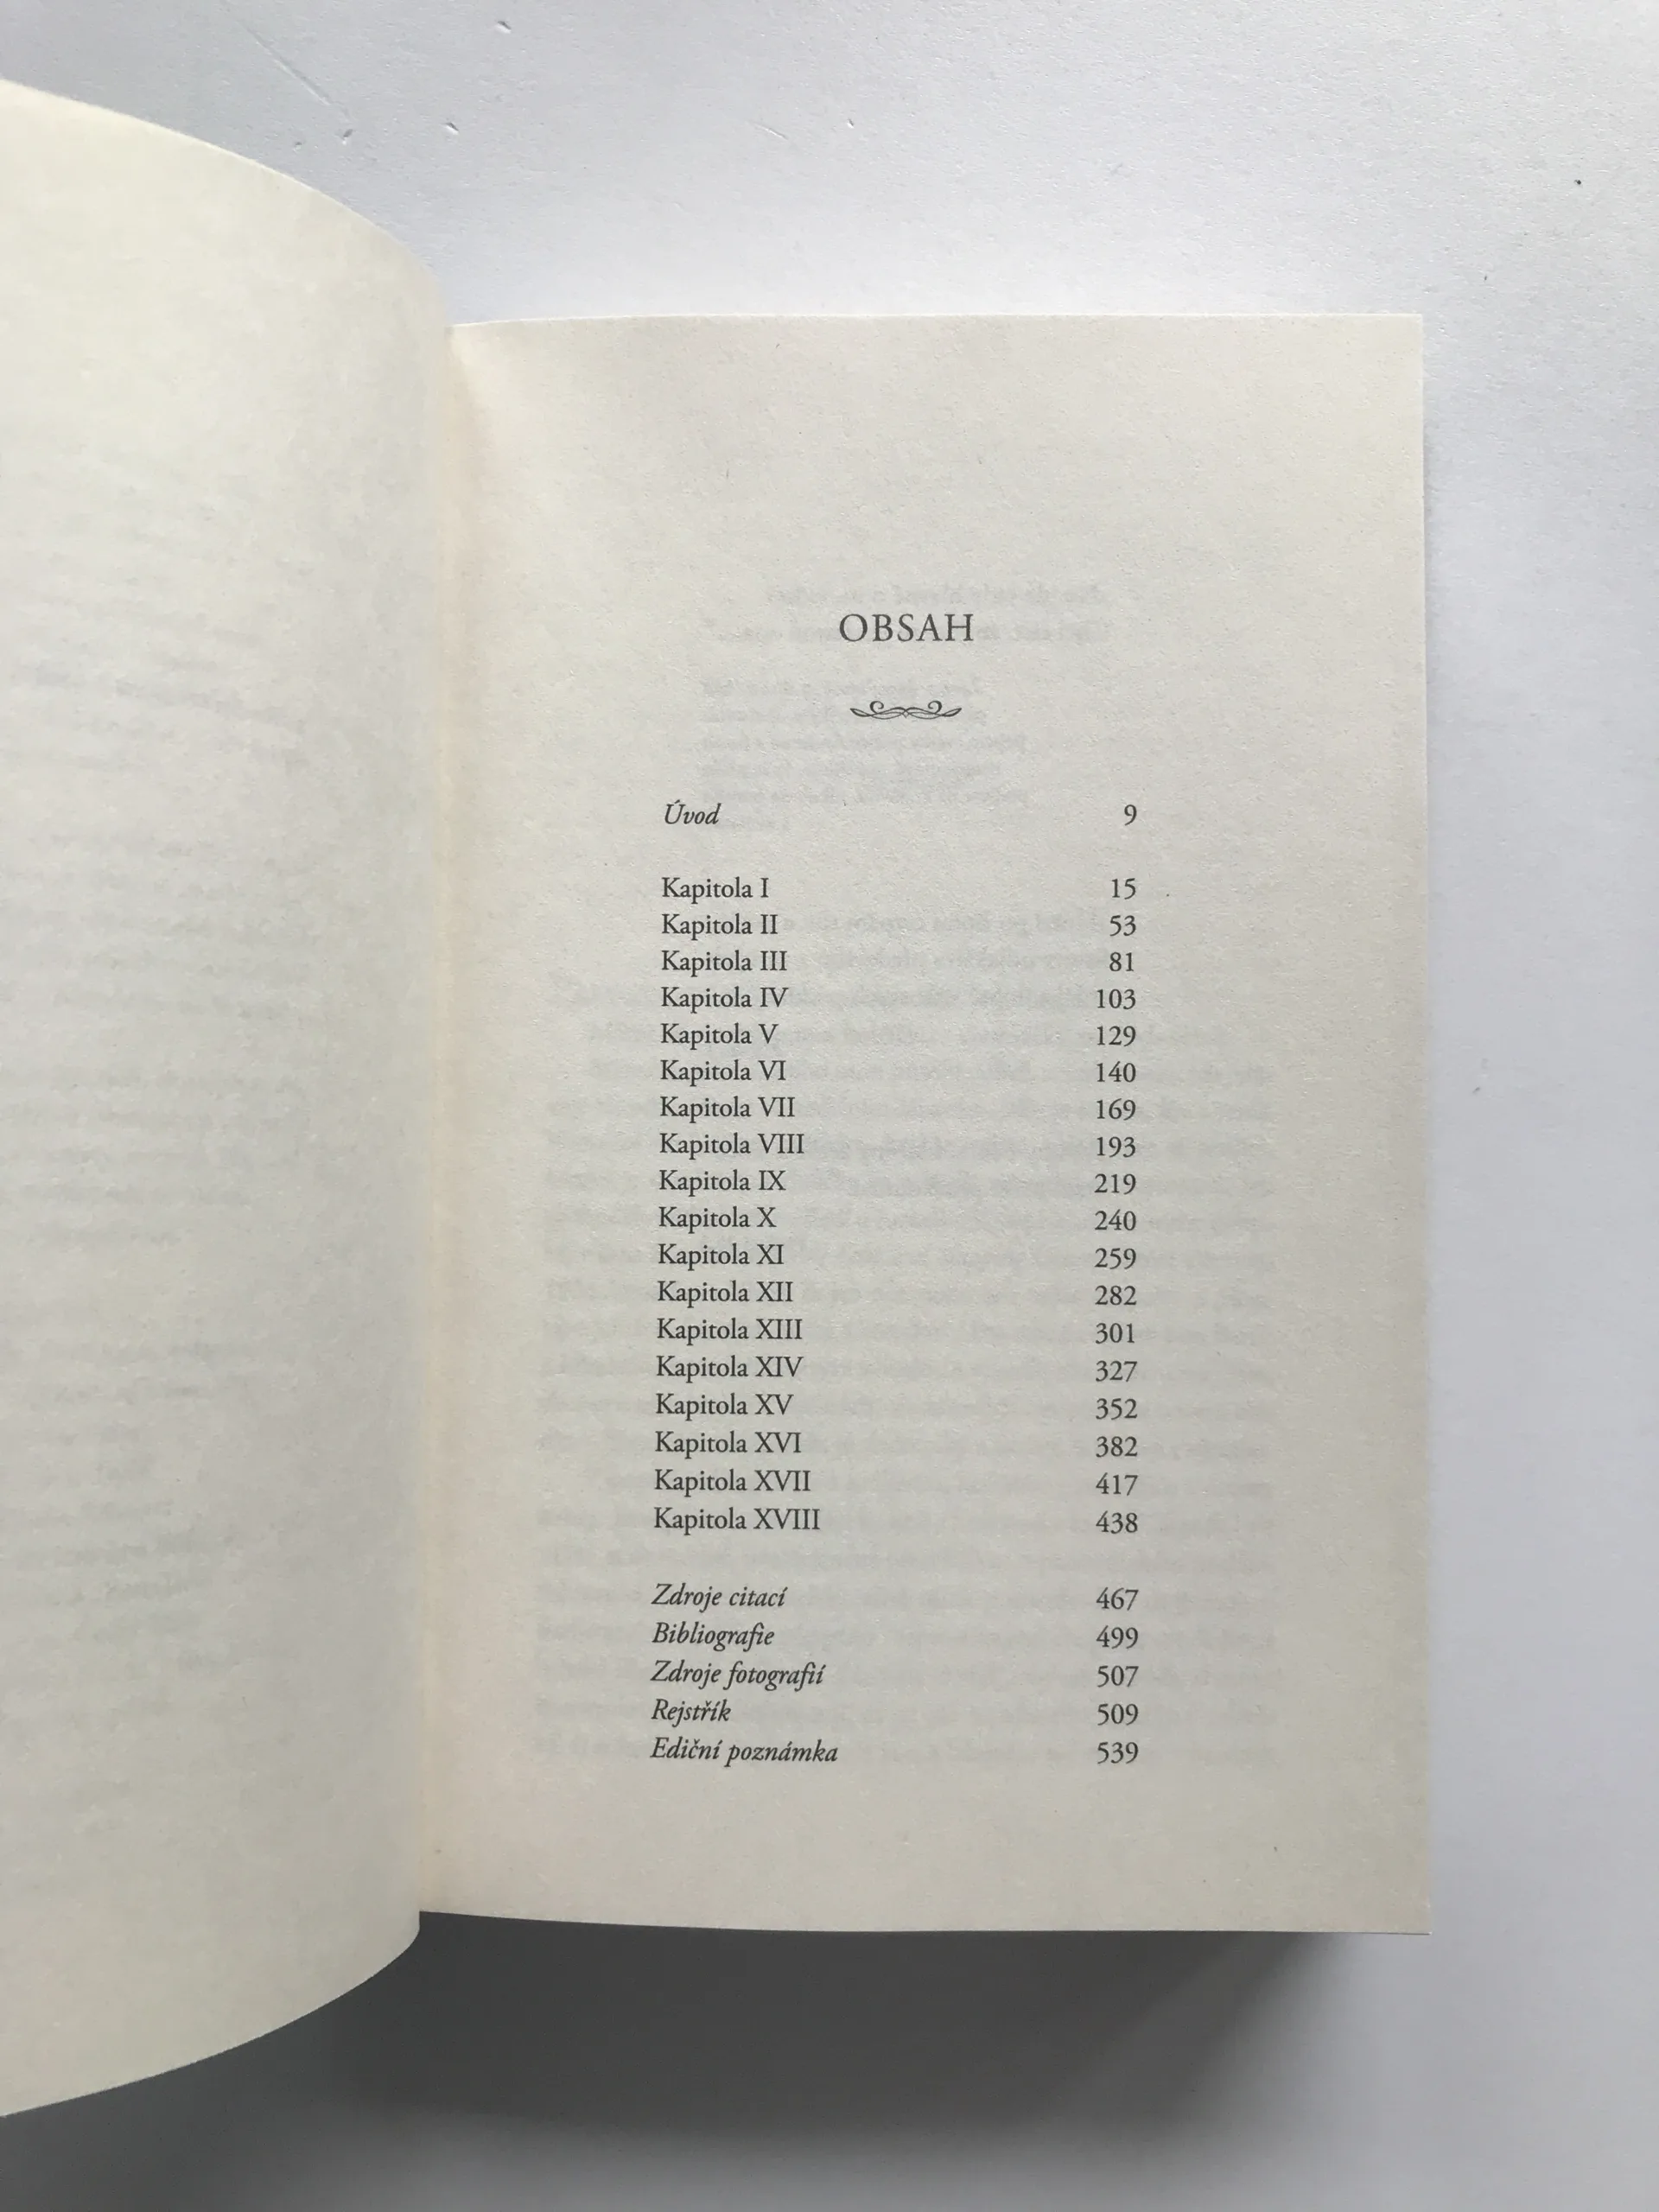 OBSAH
Úvod 9
Kapitola I 15
Kapitola II 53
Kapitola III 81
Kapitola IV 103
Kapitola V 129
Kapitola VI 140
Kapitola VII 169
Kapitola VIII 193
Kapitola IX 219
Kapitola X 240
Kapitola XI 259
Kapitola XII 282
Kapitola XIII 301
Kapitola XIV 327
Kapitola XV 352
Kapitola XVI 382
Kapitola XVII 417
Kapitola XVIII 438
Zdroje citací 467
Bibliografie 499
Zdroje fotografií 507
Rejstřík 509
Ediční poznámka 539